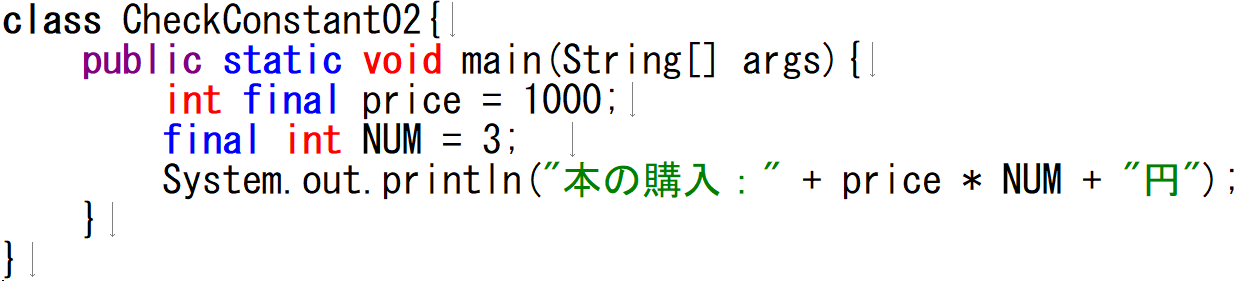 class CheckConstant02{
    public static void main(String[] args){
        int final price = 1000;
        final int NUM = 3;
        System.out.println("本の購入：" + price * NUM + "円");
    }
}